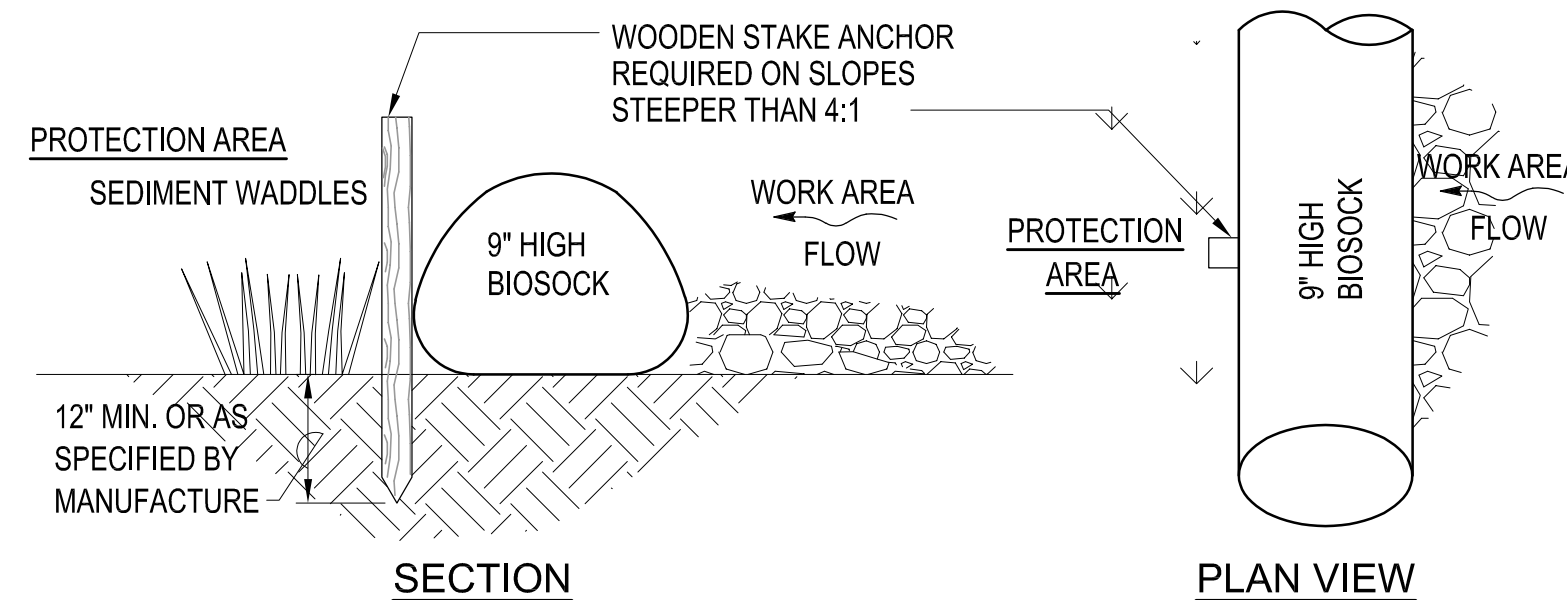 WOODEN STAKE ANCHOR
REQUIRED ON SLOPES
STEEPER THAN 4:1
PROTECTION AREA
SEDIMENT WADDLES
9" HIGH
BIOSOCK
WORK AREA
FLOW
12" MIN. OR AS
SPECIFIED BY
MANUFACTURE
SECTION
PROTECTION
AREA
9" HIGH
BIOSOCK
WORK AREA
FLOW
PLAN VIEW